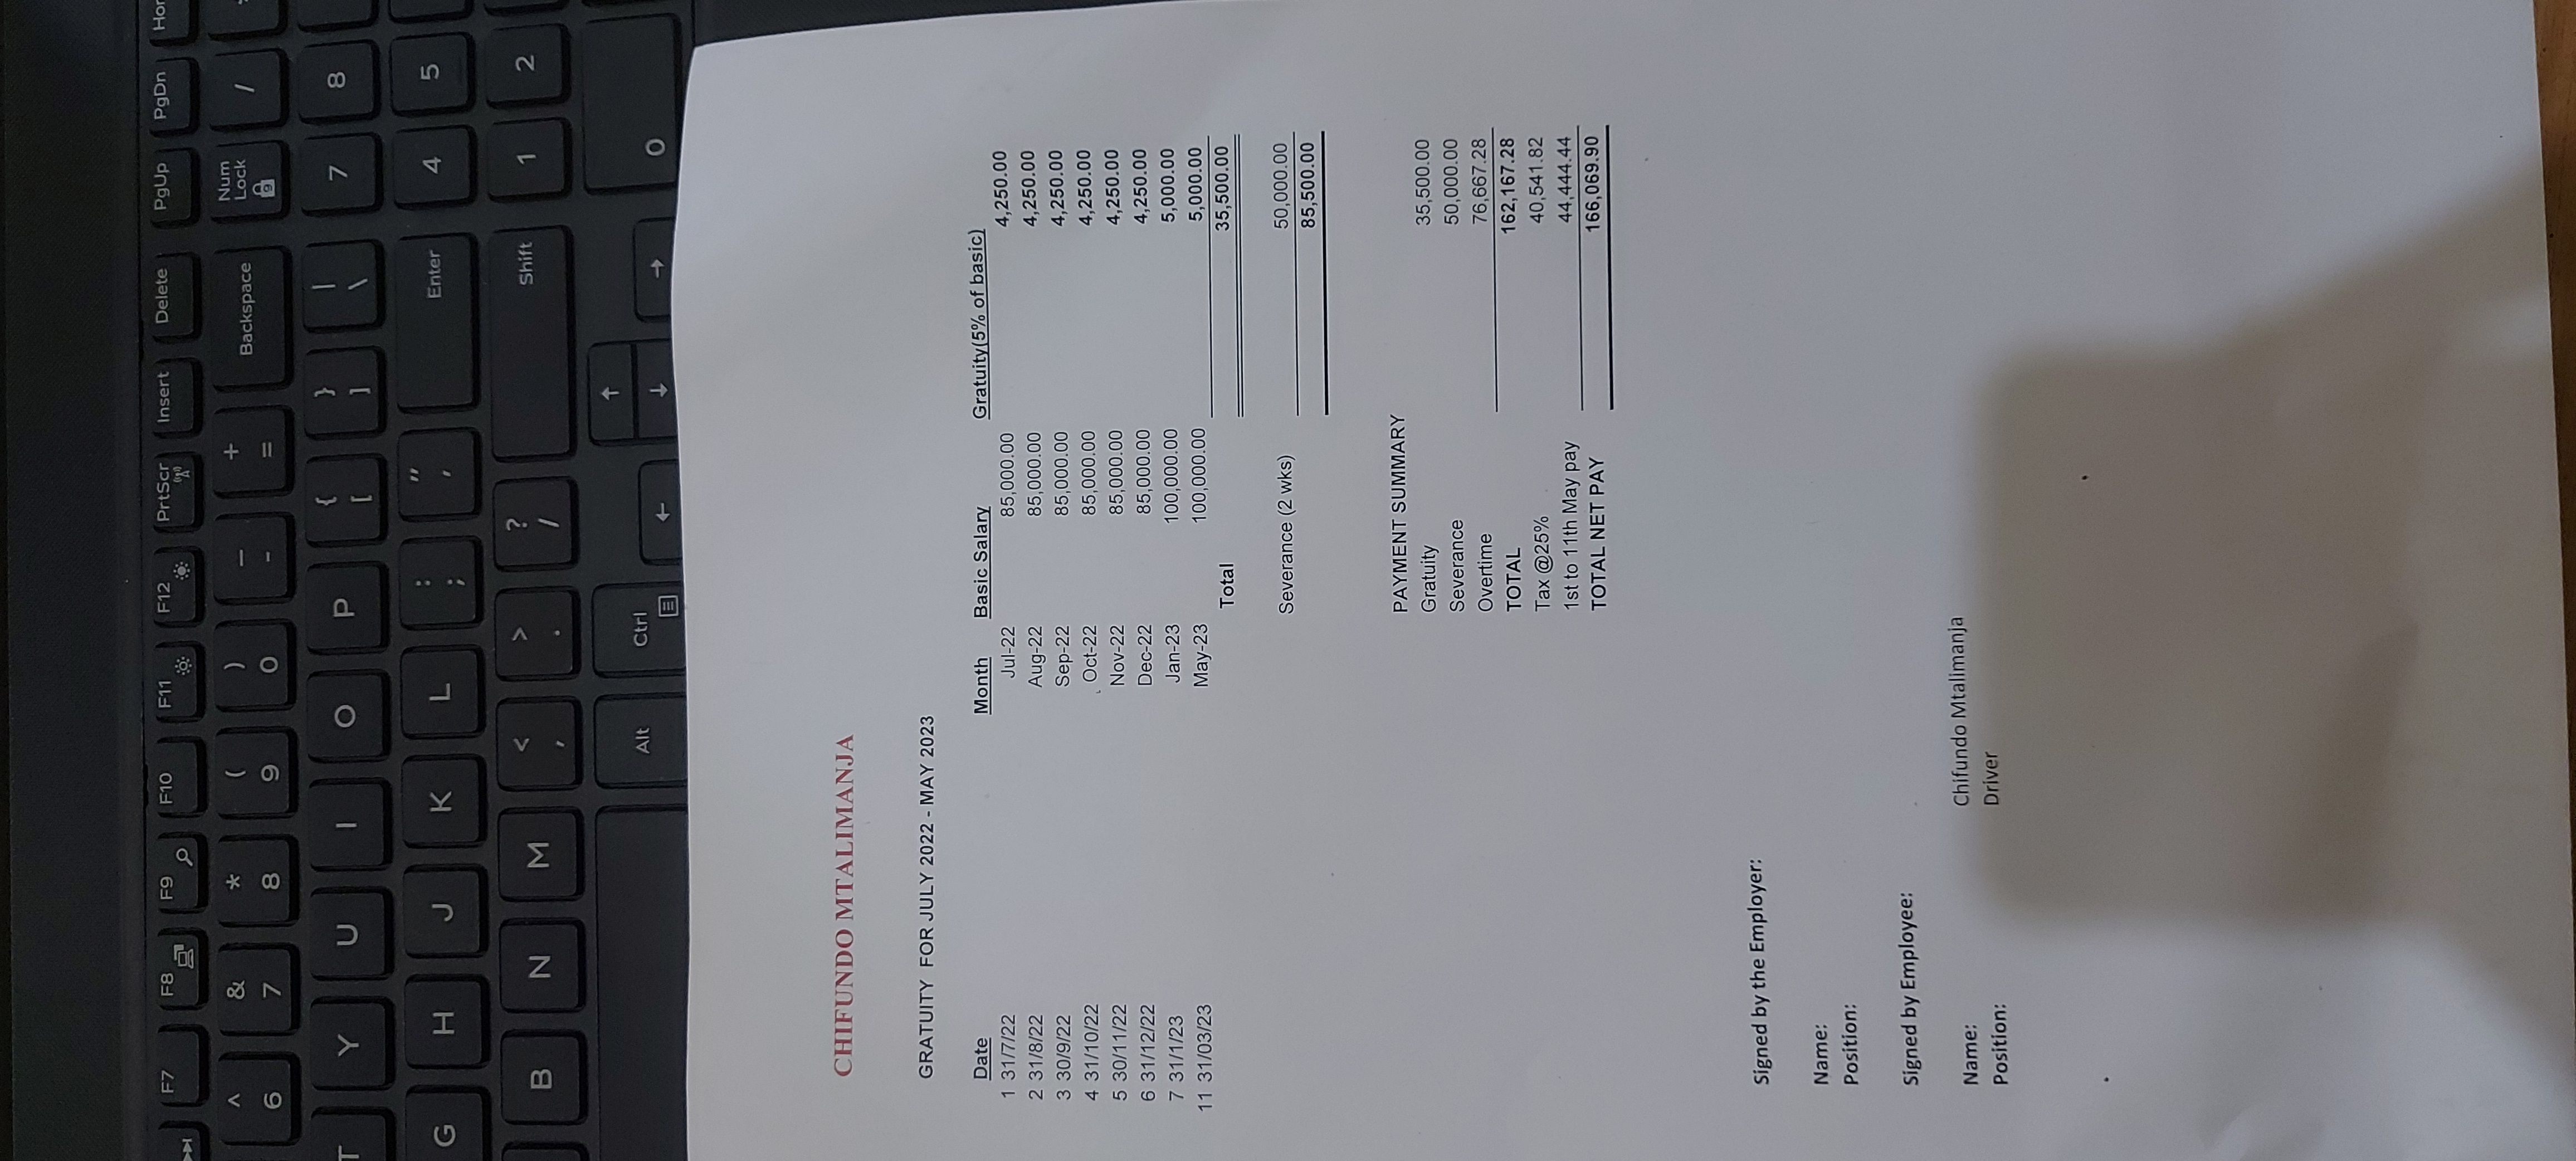 F7 F8 F9 F10 F11 F12 PrtScr Insert Delete PgUp PgDn Hor
^ & * ( ) _ + Backspace Num Lock /
6 7 8 9 0 - =
T Y U I O P { [ } ] | \ 7 8
G H J K L : ; " ' Enter 4 5
B N M < , > . ? / Shift 1 2
Alt Ctrl ← ↑ ↓ → 0
CHIFUNDO MTALIMANJA
GRATUITY FOR JULY 2022 - MAY 2023
Date Month Basic Salary Gratuity(5% of basic)
1 31/7/22 Jul-22 85,000.00 4,250.00
2 31/8/22 Aug-22 85,000.00 4,250.00
3 30/9/22 Sep-22 85,000.00 4,250.00
4 31/10/22 Oct-22 85,000.00 4,250.00
5 30/11/22 Nov-22 85,000.00 4,250.00
6 31/12/22 Dec-22 85,000.00 4,250.00
7 31/1/23 Jan-23 100,000.00 5,000.00
11 31/03/23 May-23 100,000.00 5,000.00
Total 35,500.00
Severance (2 wks) 50,000.00
85,500.00
PAYMENT SUMMARY
Gratuity 35,500.00
Severance 50,000.00
Overtime 76,667.28
TOTAL 162,167.28
Tax @25% 40,541.82
1st to 11th May pay 44,444.44
TOTAL NET PAY 166,069.90
Signed by the Employer:
Name:
Position:
Signed by Employee:
Name: Chifundo Mtalimanja
Position: Driver